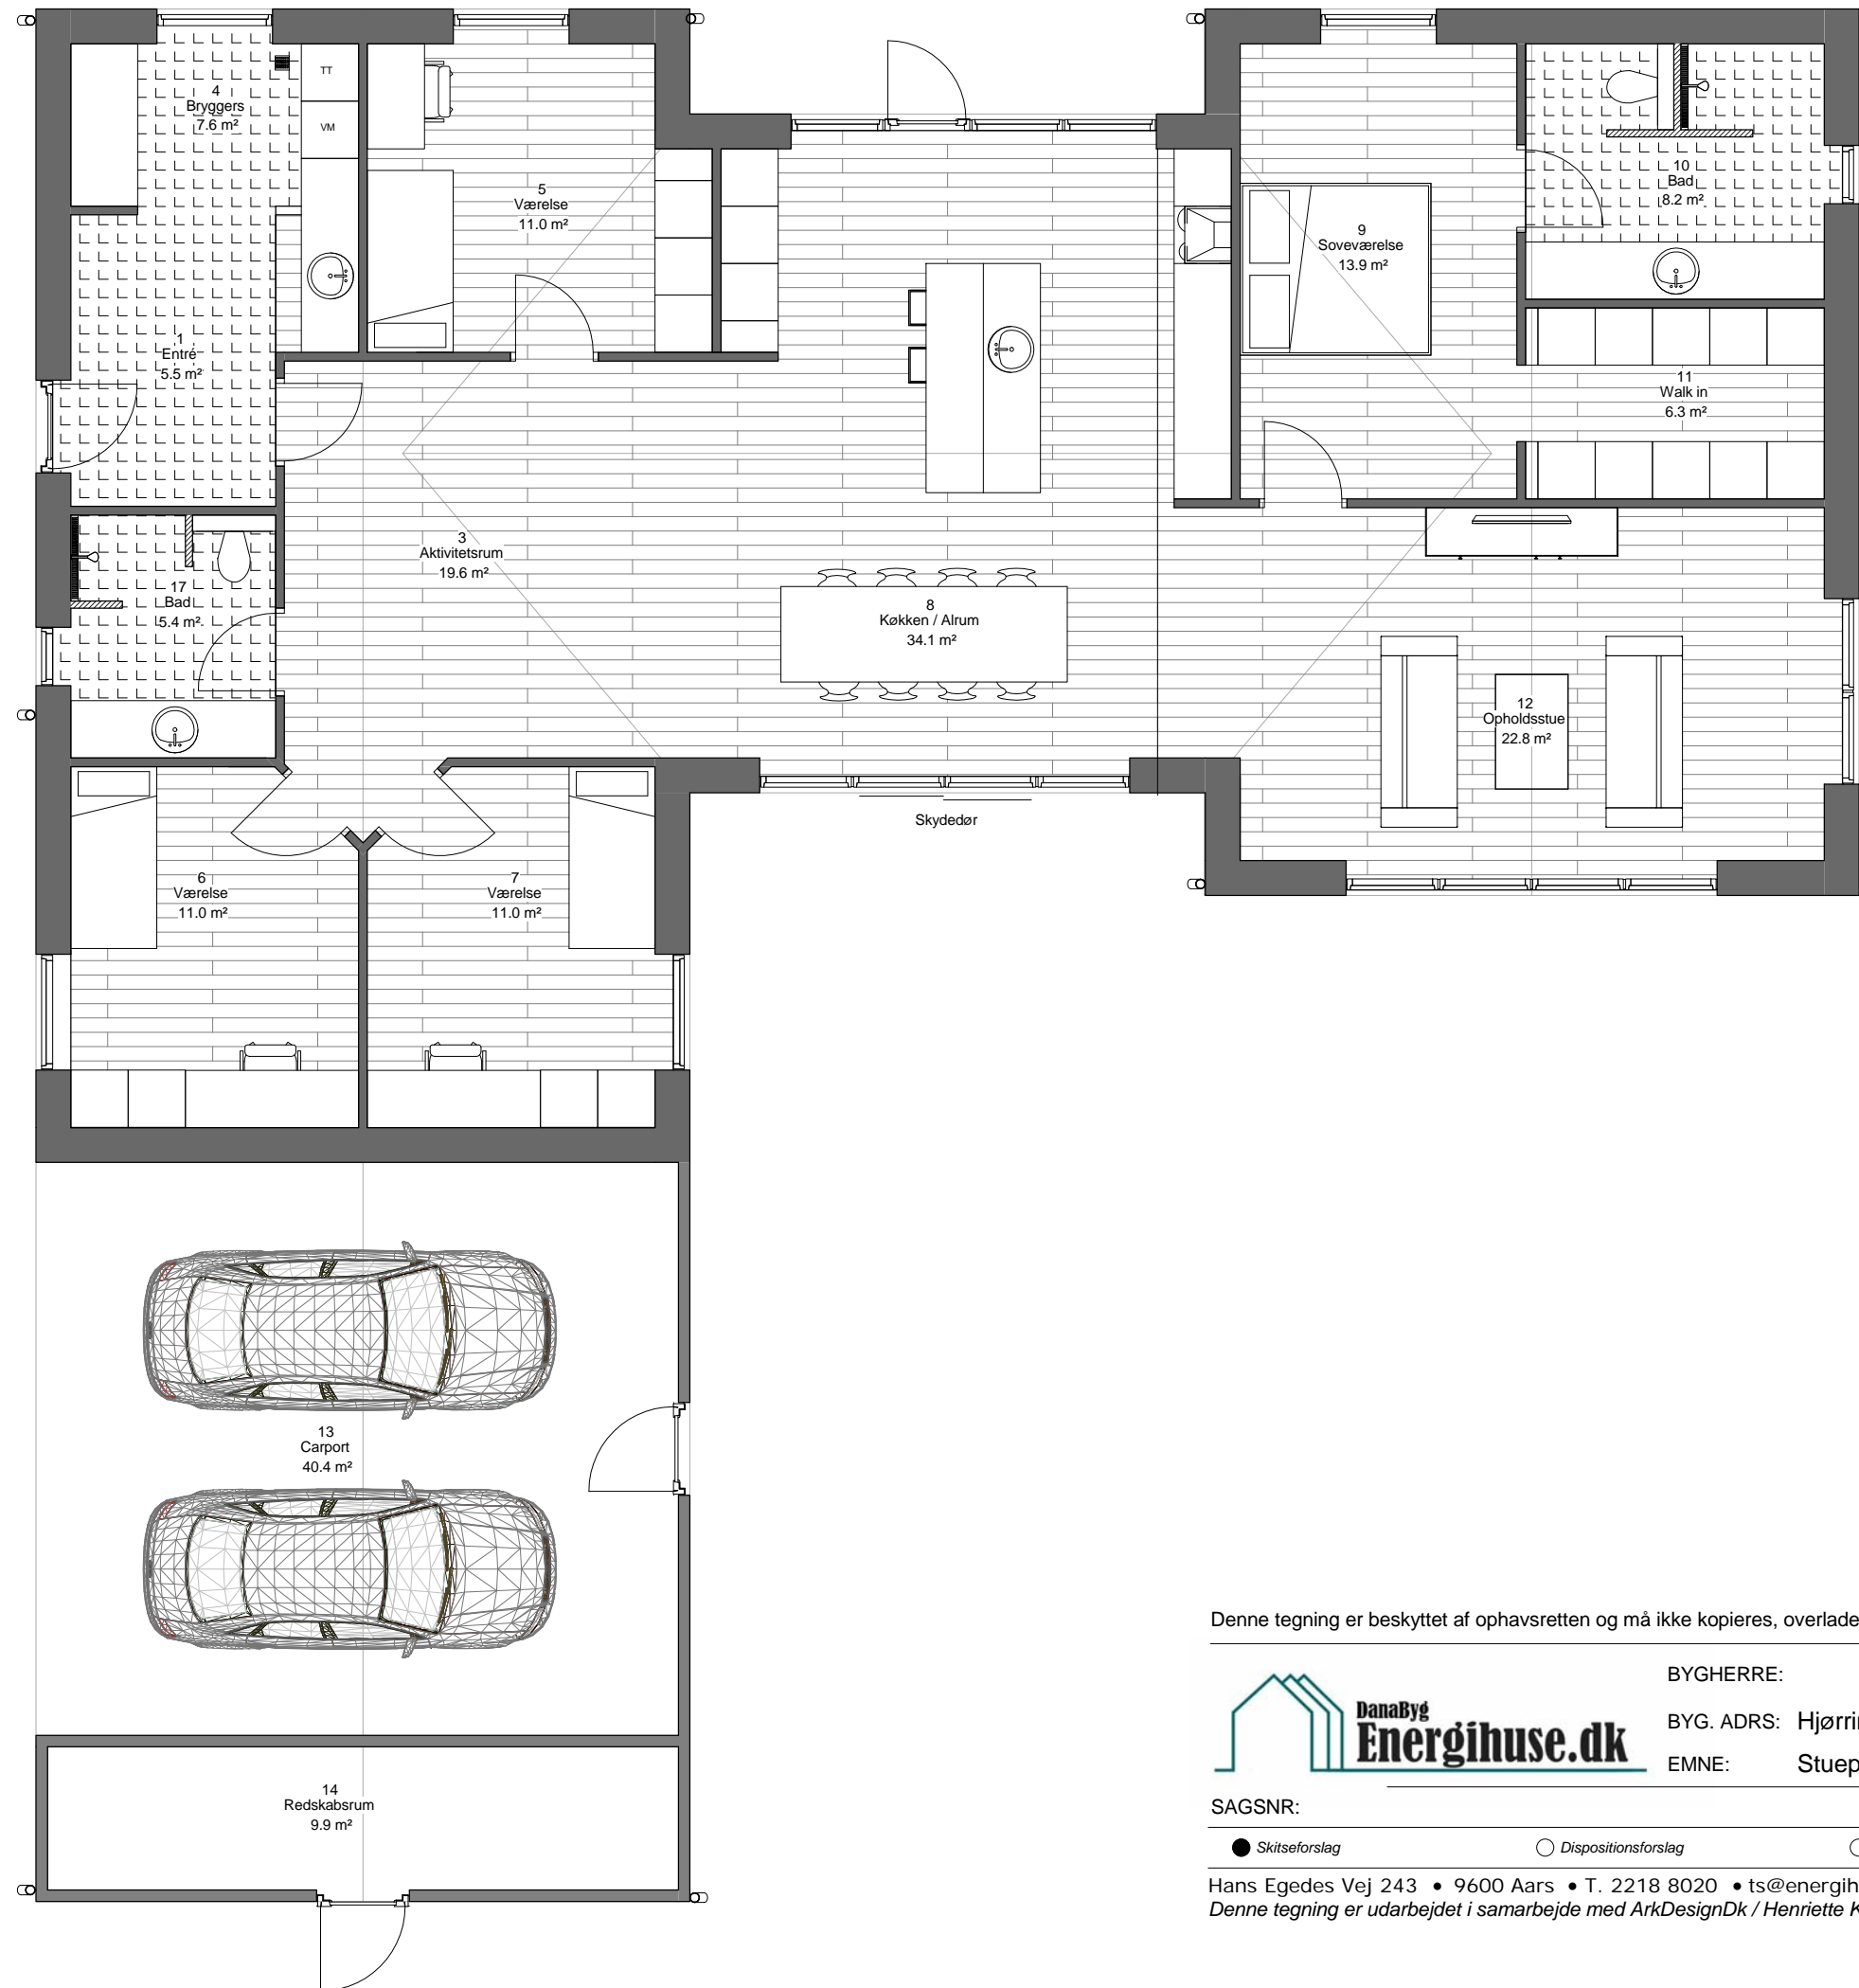 4
Bryggers
7.6 m²
TT
VM
5
Værelse
11.0 m²
1
Entré
5.5 m²
9
Soveværelse
13.9 m²
10
Bad
8.2 m²
11
Walk in
6.3 m²
3
Aktivitetsrum
19.6 m²
17
Bad
5.4 m²
8
Køkken / Alrum
34.1 m²
12
Opholdsstue
22.8 m²
Skydedør
6
Værelse
11.0 m²
7
Værelse
11.0 m²
13
Carport
40.4 m²
14
Redskabsrum
9.9 m²
Denne tegning er beskyttet af ophavsretten og må ikke kopieres, overlade
DanaByg
Energihuse.dk
BYGHERRE:
BYG. ADRS: Hjørri
EMNE: Stuep
SAGSNR:
Skitseforslag Dispositionsforslag
Hans Egedes Vej 243 • 9600 Aars • T. 2218 8020 • ts@energih
Denne tegning er udarbejdet i samarbejde med ArkDesignDk / Henriette K